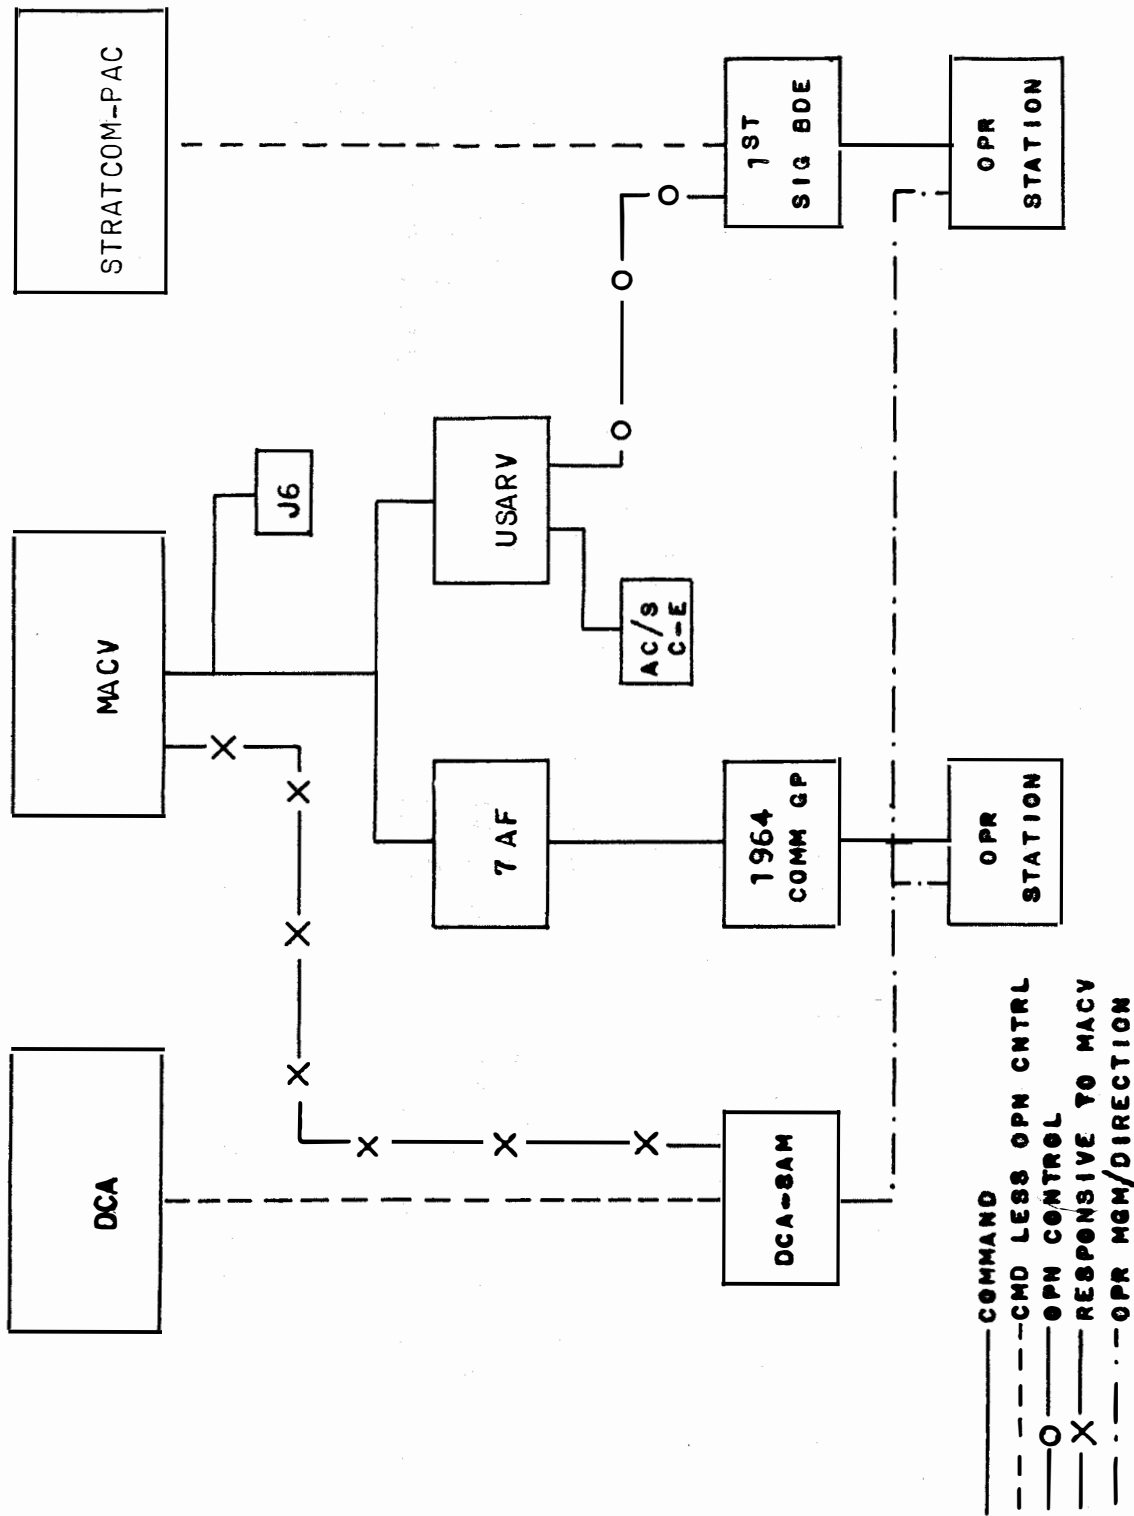 DCA
MACV
STRATCOM-PAC
J6
7 AF
USARV
AC/S
C-E
DCA-SAM
1964
COMM GP
1ST
SIG BDE
OPR
STATION
OPR
STATION
COMMAND
CMD LESS OPN CNTRL
OPN CONTROL
RESPONSIVE TO MACV
OPR MGM/DIRECTION